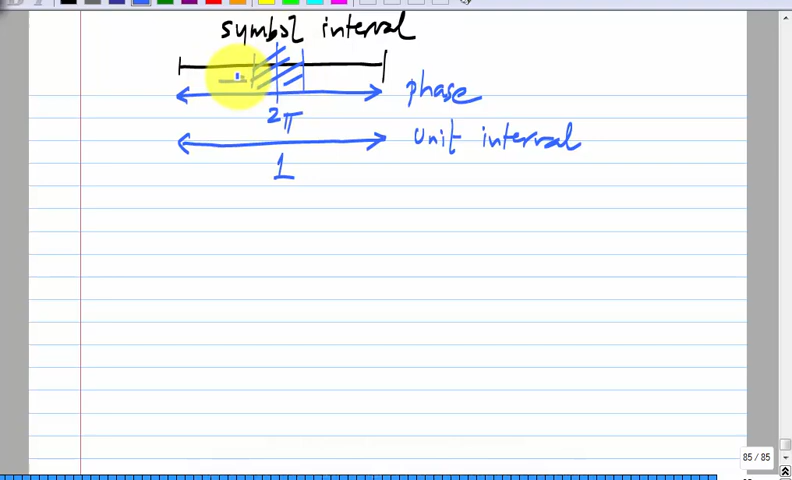 symbol interval
phase
2π
unit interval
1
85 / 85